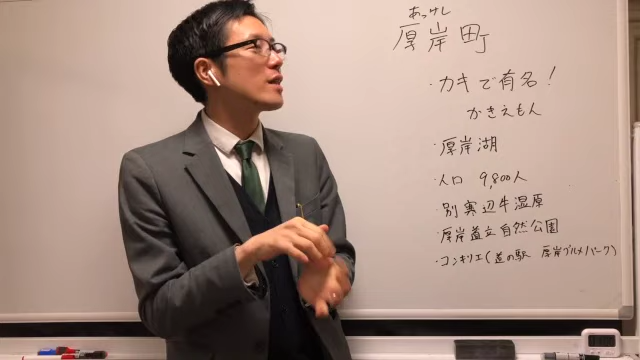 あっけし
厚岸町
・カキで有名!
かきえもん
・厚岸湖
・人口 9,800人
・別寒辺牛湿原
・厚岸道立自然公園
・コンキリエ(道の駅 厚岸グルメパーク)